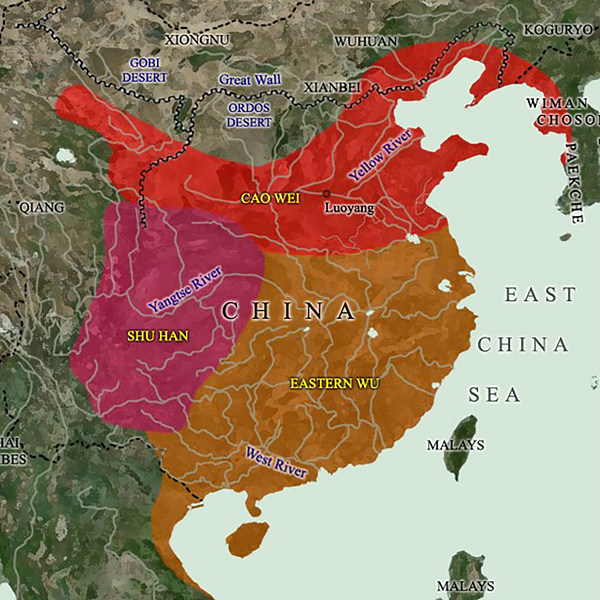 XIONGNU
WUHUAN
KOGURYO
GOBI
DESERT
Great Wall
XIANBEI
ORDOS
DESERT
WIMAN
CHOSO
Yellow River
PAEKCHE
CAO WEI
Luoyang
QIANG
Yangtse River
CHINA
EAST
CHINA
SEA
SHU HAN
EASTERN WU
HAI
BES
West River
MALAYS
MALAYS